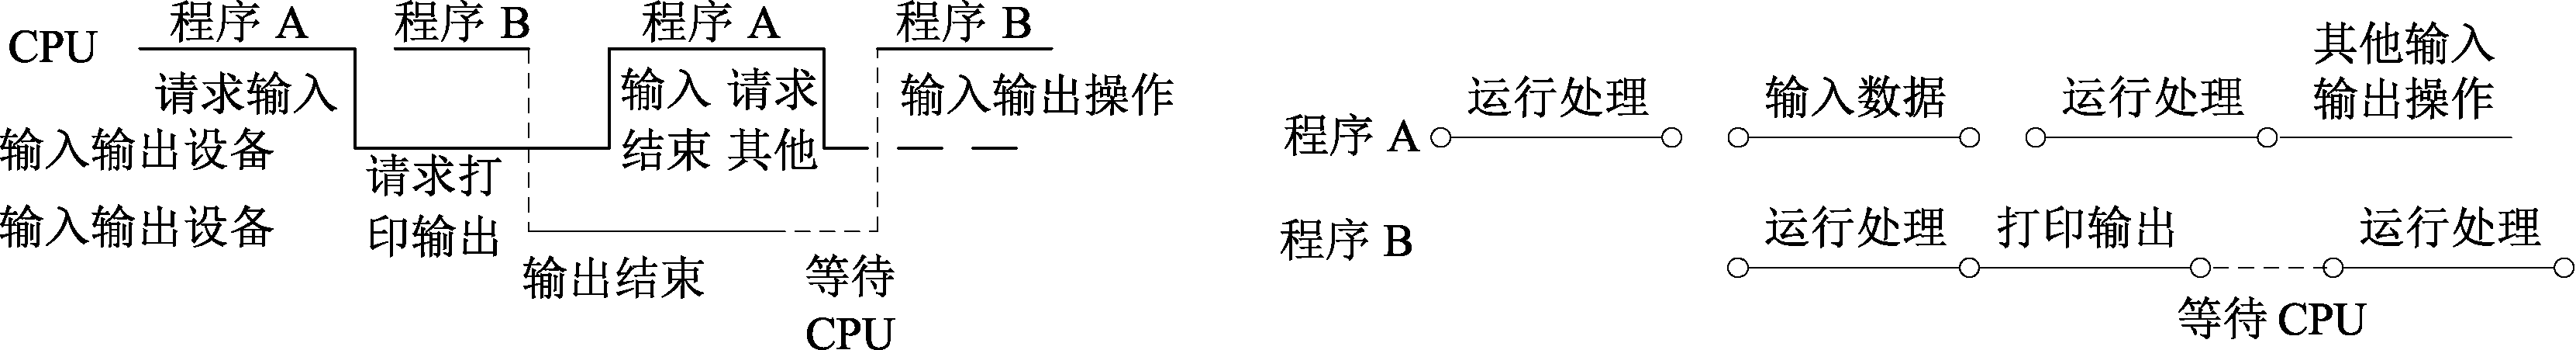 程序 A
程序 B
程序 A
程序 B
CPU
请求输入
输入
结束
请求
其他
输入输出操作
输入输出设备
请求打
印输出
输入输出设备
输出结束
等待
CPU
运行处理
输入数据
运行处理
其他输入
输出操作
程序 A
运行处理
打印输出
运行处理
程序 B
等待 CPU